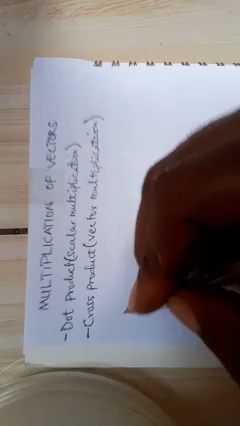 MULTIPLICATION OF VECTORS
- Dot Product(scalar multiplication)
- Cross Product(vector multiplication)